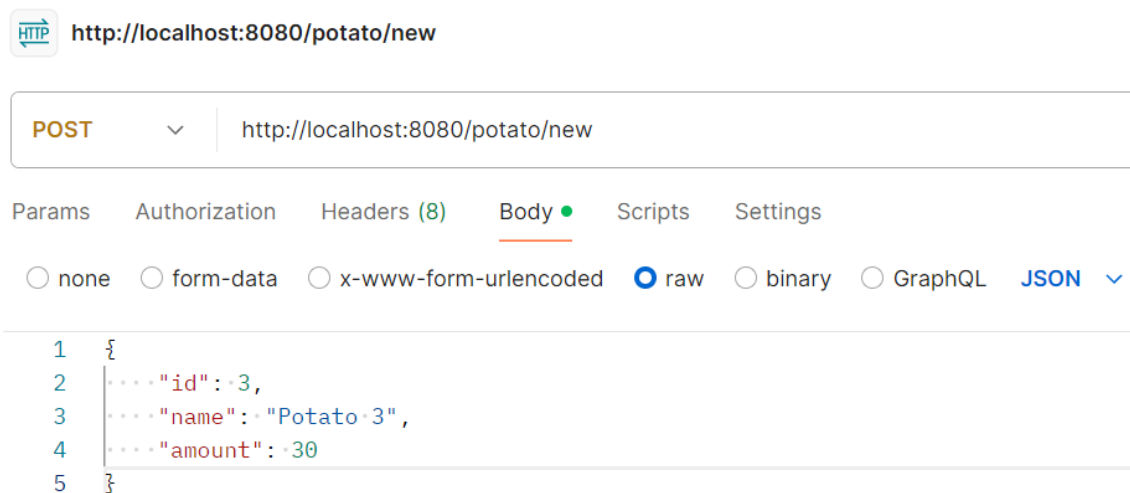 HTTP http://localhost:8080/potato/new
POST http://localhost:8080/potato/new
Params Authorization Headers (8) Body Scripts Settings
none form-data x-www-form-urlencoded raw binary GraphQL JSON
1 {
2 "id": 3,
3 "name": "Potato 3",
4 "amount": 30
5 }